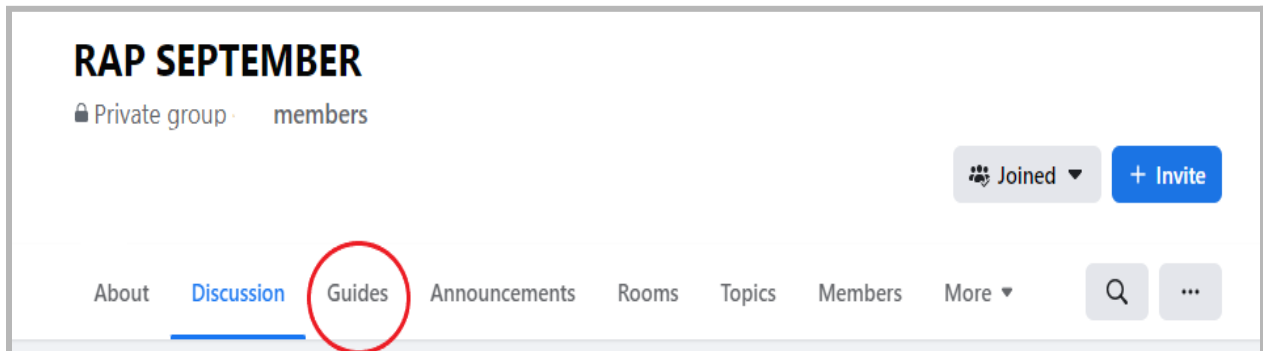 RAP SEPTEMBER
Private group · members
Joined
+ Invite
About Discussion Guides Announcements Rooms Topics Members More